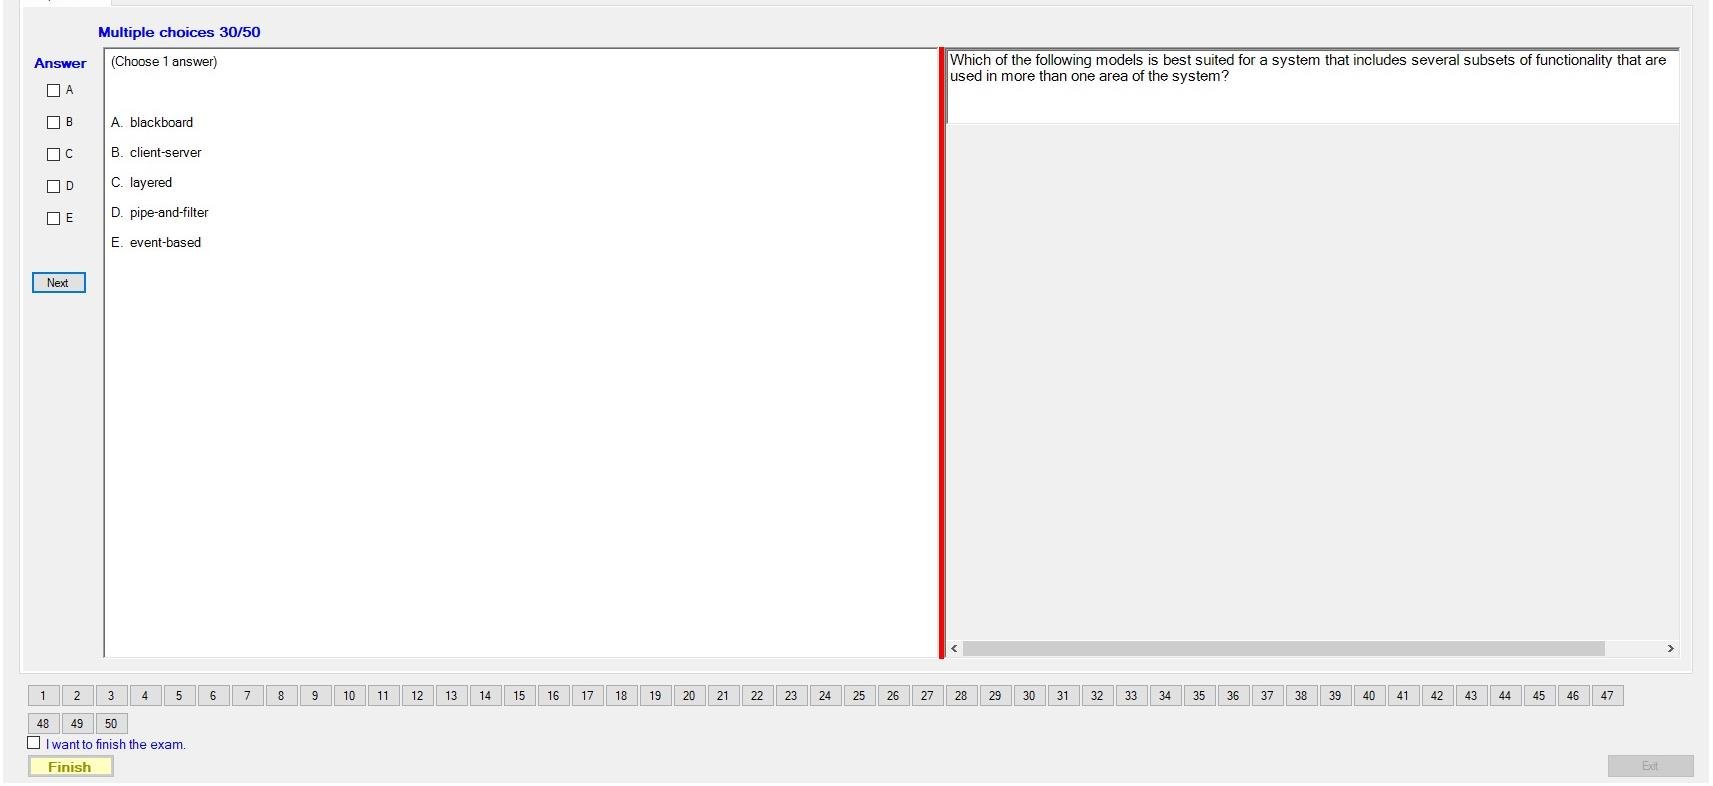 Multiple choices 30/50
Answer
A
B
C
D
E
Next
(Choose 1 answer)
A. blackboard
B. client-server
C. layered
D. pipe-and-filter
E. event-based
Which of the following models is best suited for a system that includes several subsets of functionality that are
used in more than one area of the system?
1 2 3 4 5 6 7 8 9 10 11 12 13 14 15 16 17 18 19 20 21 22 23 24 25 26 27 28 29 30 31 32 33 34 35 36 37 38 39 40 41 42 43 44 45 46 47
48 49 50
I want to finish the exam.
Finish
Exit